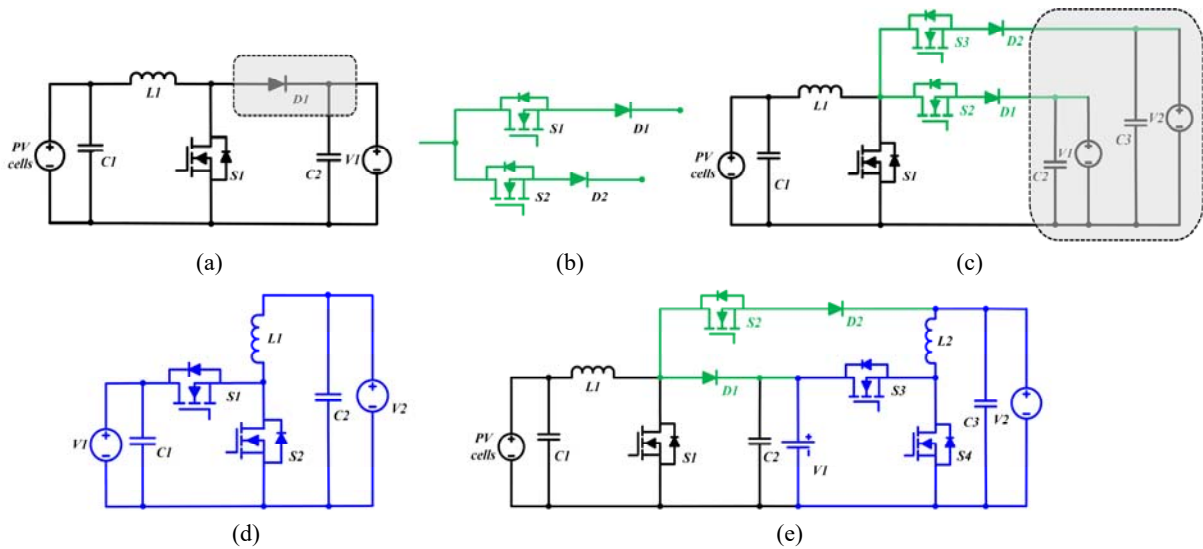 L1
D1
PV
cells
C1
S1
C2
V1
(a)
S1
D1
S2
D2
(b)
S3
D2
L1
S2
D1
PV
cells
C1
S1
C2
V1
C3
V2
(c)
L1
S1
V1
C1
S2
C2
V2
(d)
S2
D2
L1
D1
S3
L2
PV
cells
C1
S1
C2
V1
S4
C3
V2
(e)